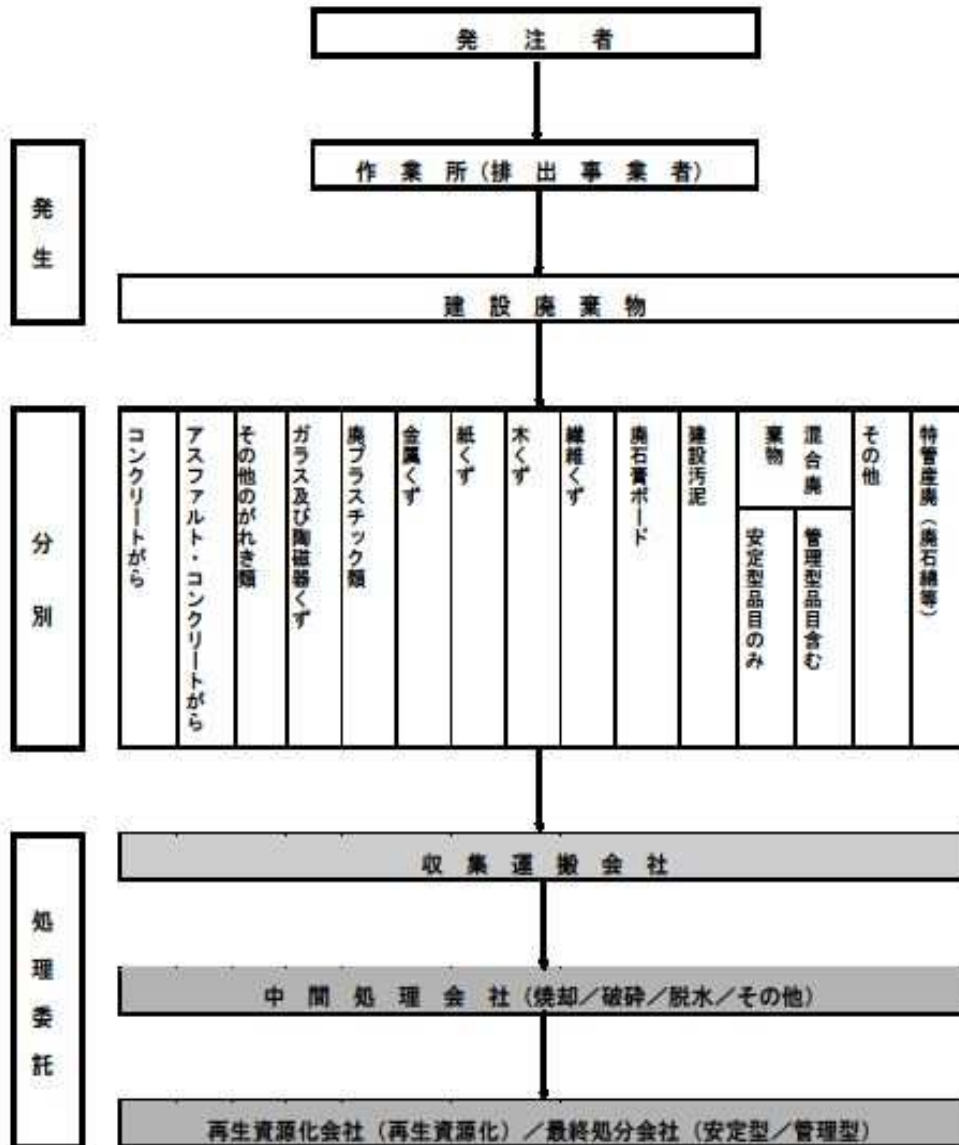 発注者
発生
作業所（排出事業者）
建設廃棄物
分別
コンクリートがら
アスファルト・コンクリートがら
その他のがれき類
ガラス及び陶磁器くず
廃プラスチック類
金属くず
紙くず
木くず
繊維くず
廃石膏ボード
建設汚泥
混合廃
棄物
安定型品目のみ
管理型品目含む
その他
特管産廃（廃石綿等）
処理委託
収集運搬会社
中間処理会社（焼却／破砕／脱水／その他）
再生資源化会社（再生資源化）／最終処分会社（安定型／管理型）